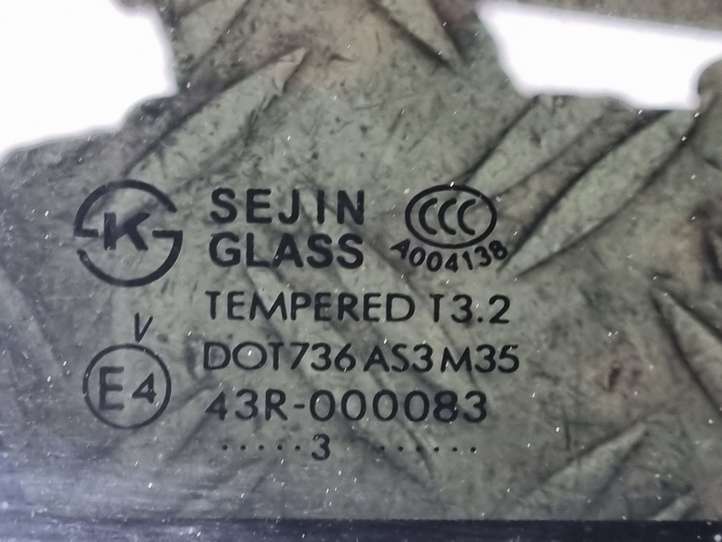 K
SEJIN
GLASS
CCC
A004138
TEMPERED T3.2
V
DOT736 AS3 M35
E4
43R-000083
.....3 .......